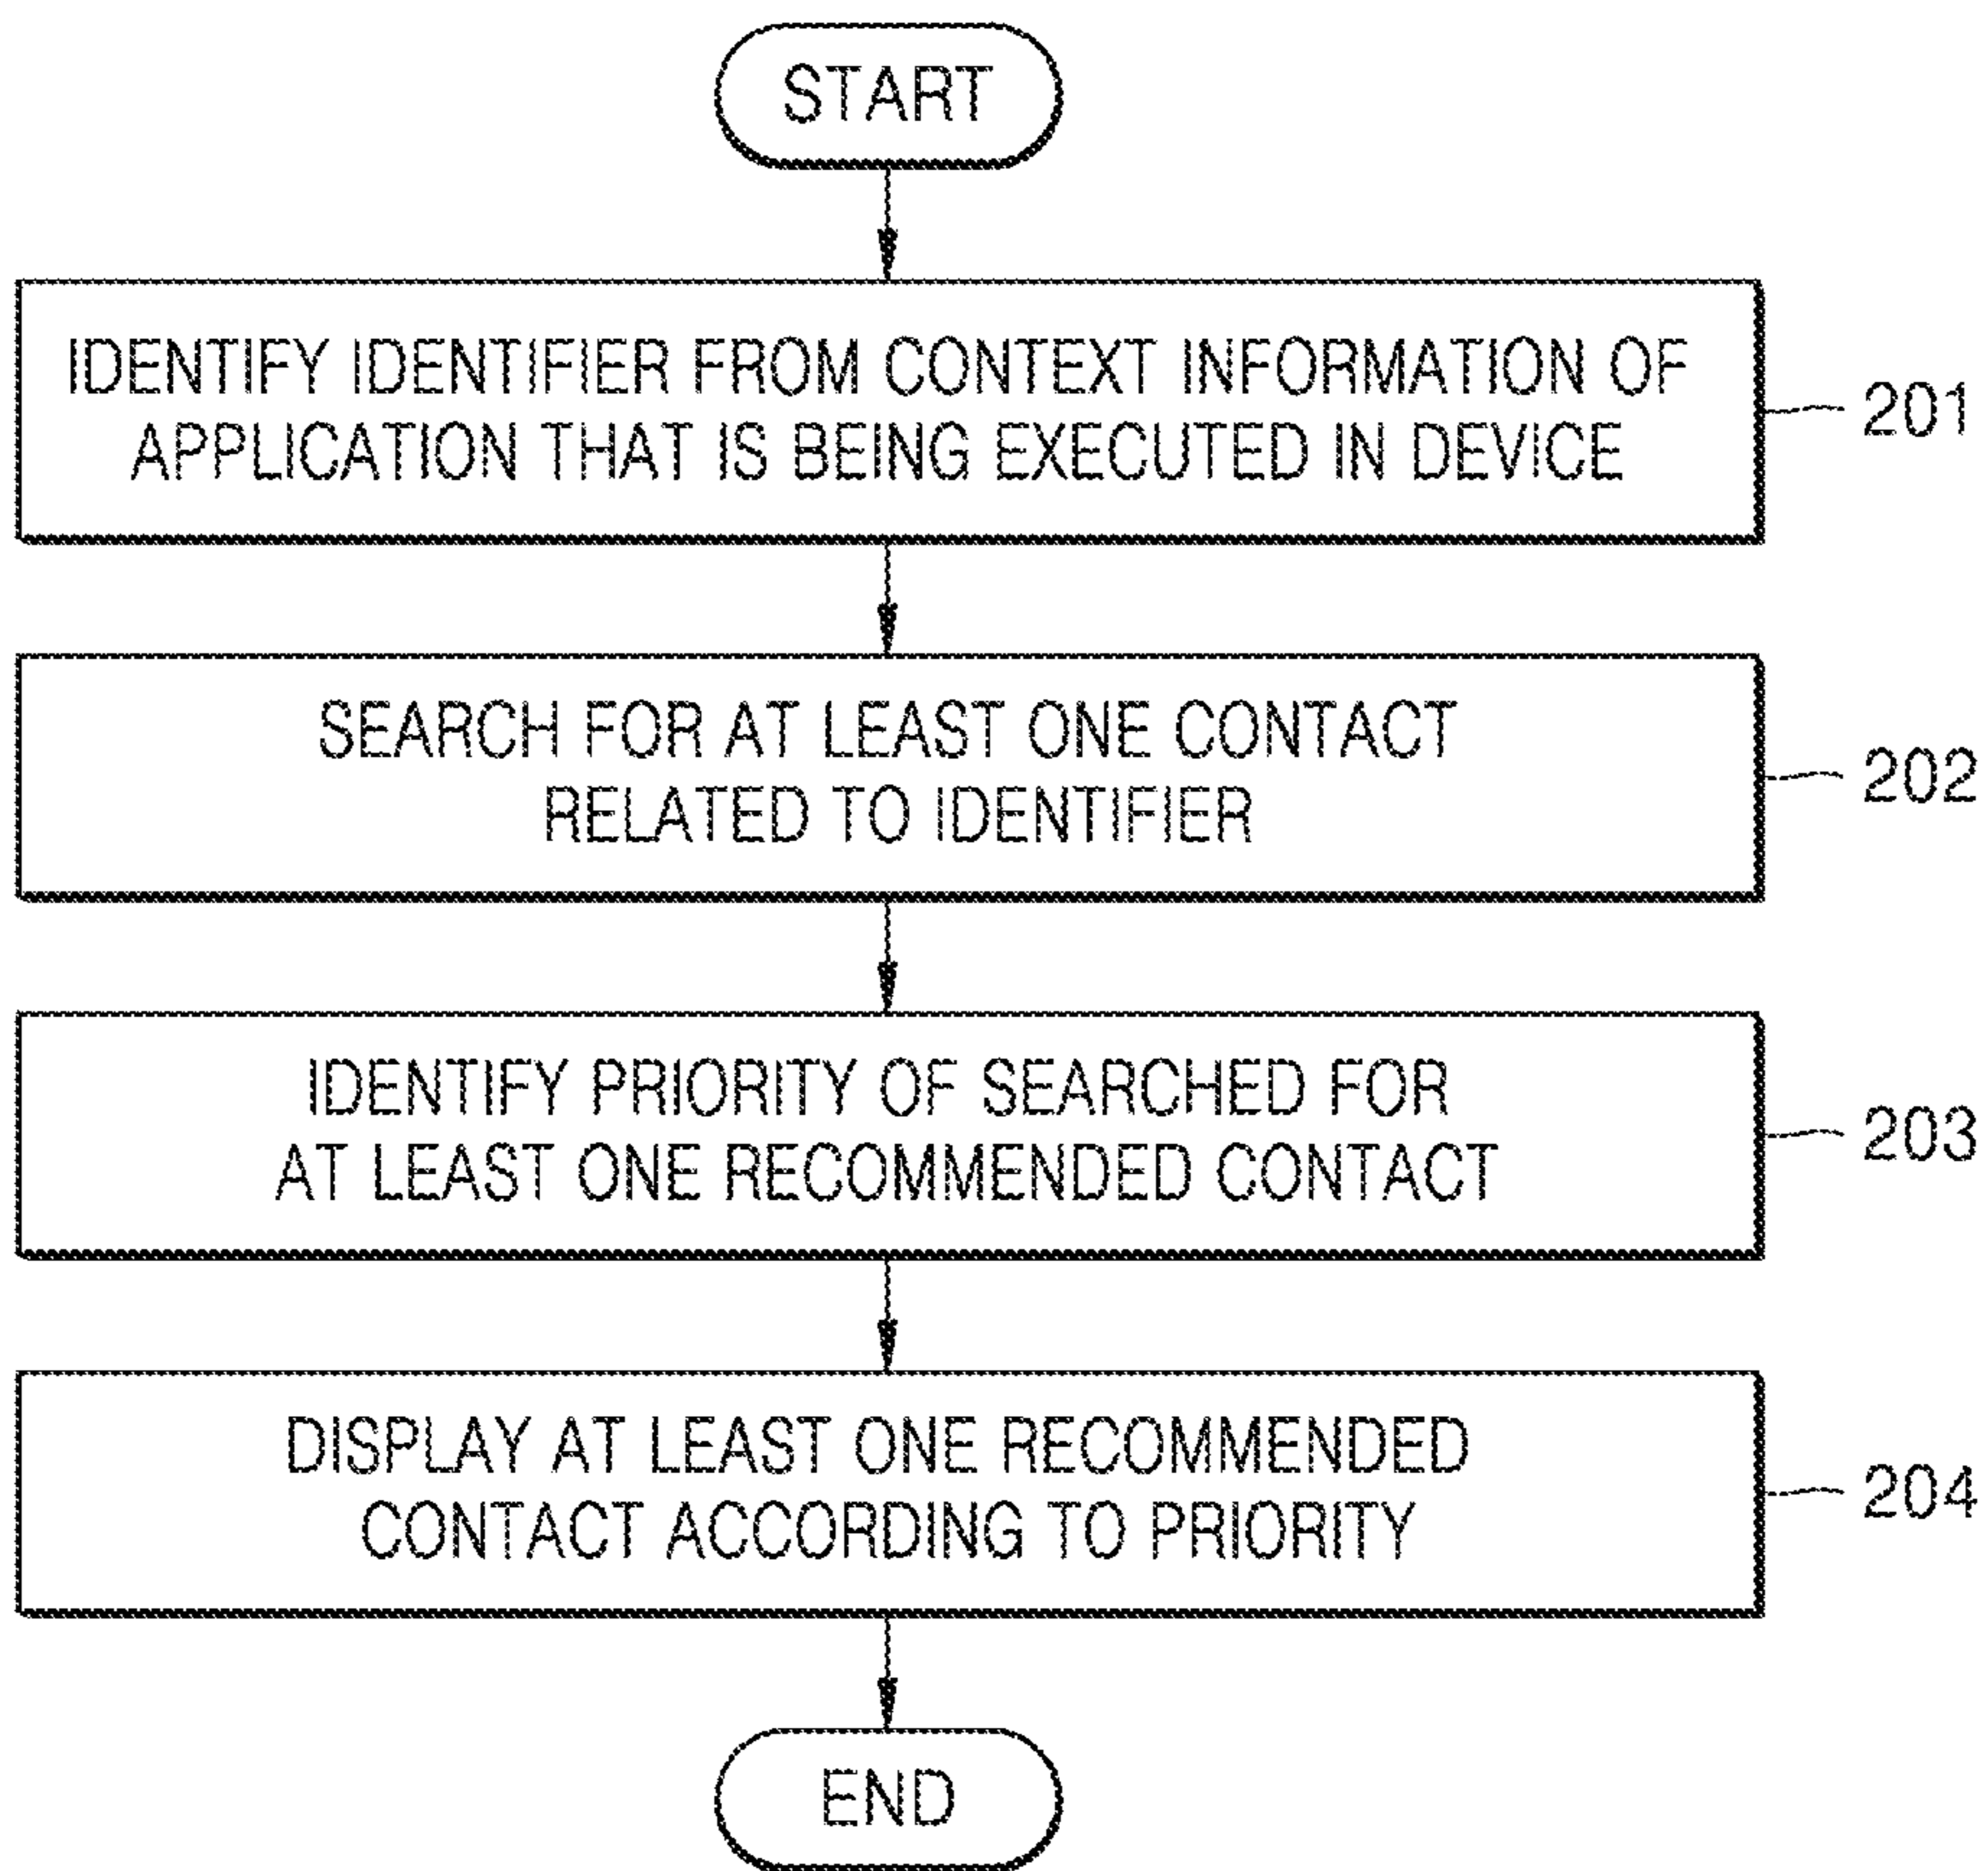 START
IDENTIFY IDENTIFIER FROM CONTEXT INFORMATION OF
APPLICATION THAT IS BEING EXECUTED IN DEVICE
201
SEARCH FOR AT LEAST ONE CONTACT
RELATED TO IDENTIFIER
202
IDENTIFY PRIORITY OF SEARCHED FOR
AT LEAST ONE RECOMMENDED CONTACT
203
DISPLAY AT LEAST ONE RECOMMENDED
CONTACT ACCORDING TO PRIORITY
204
END